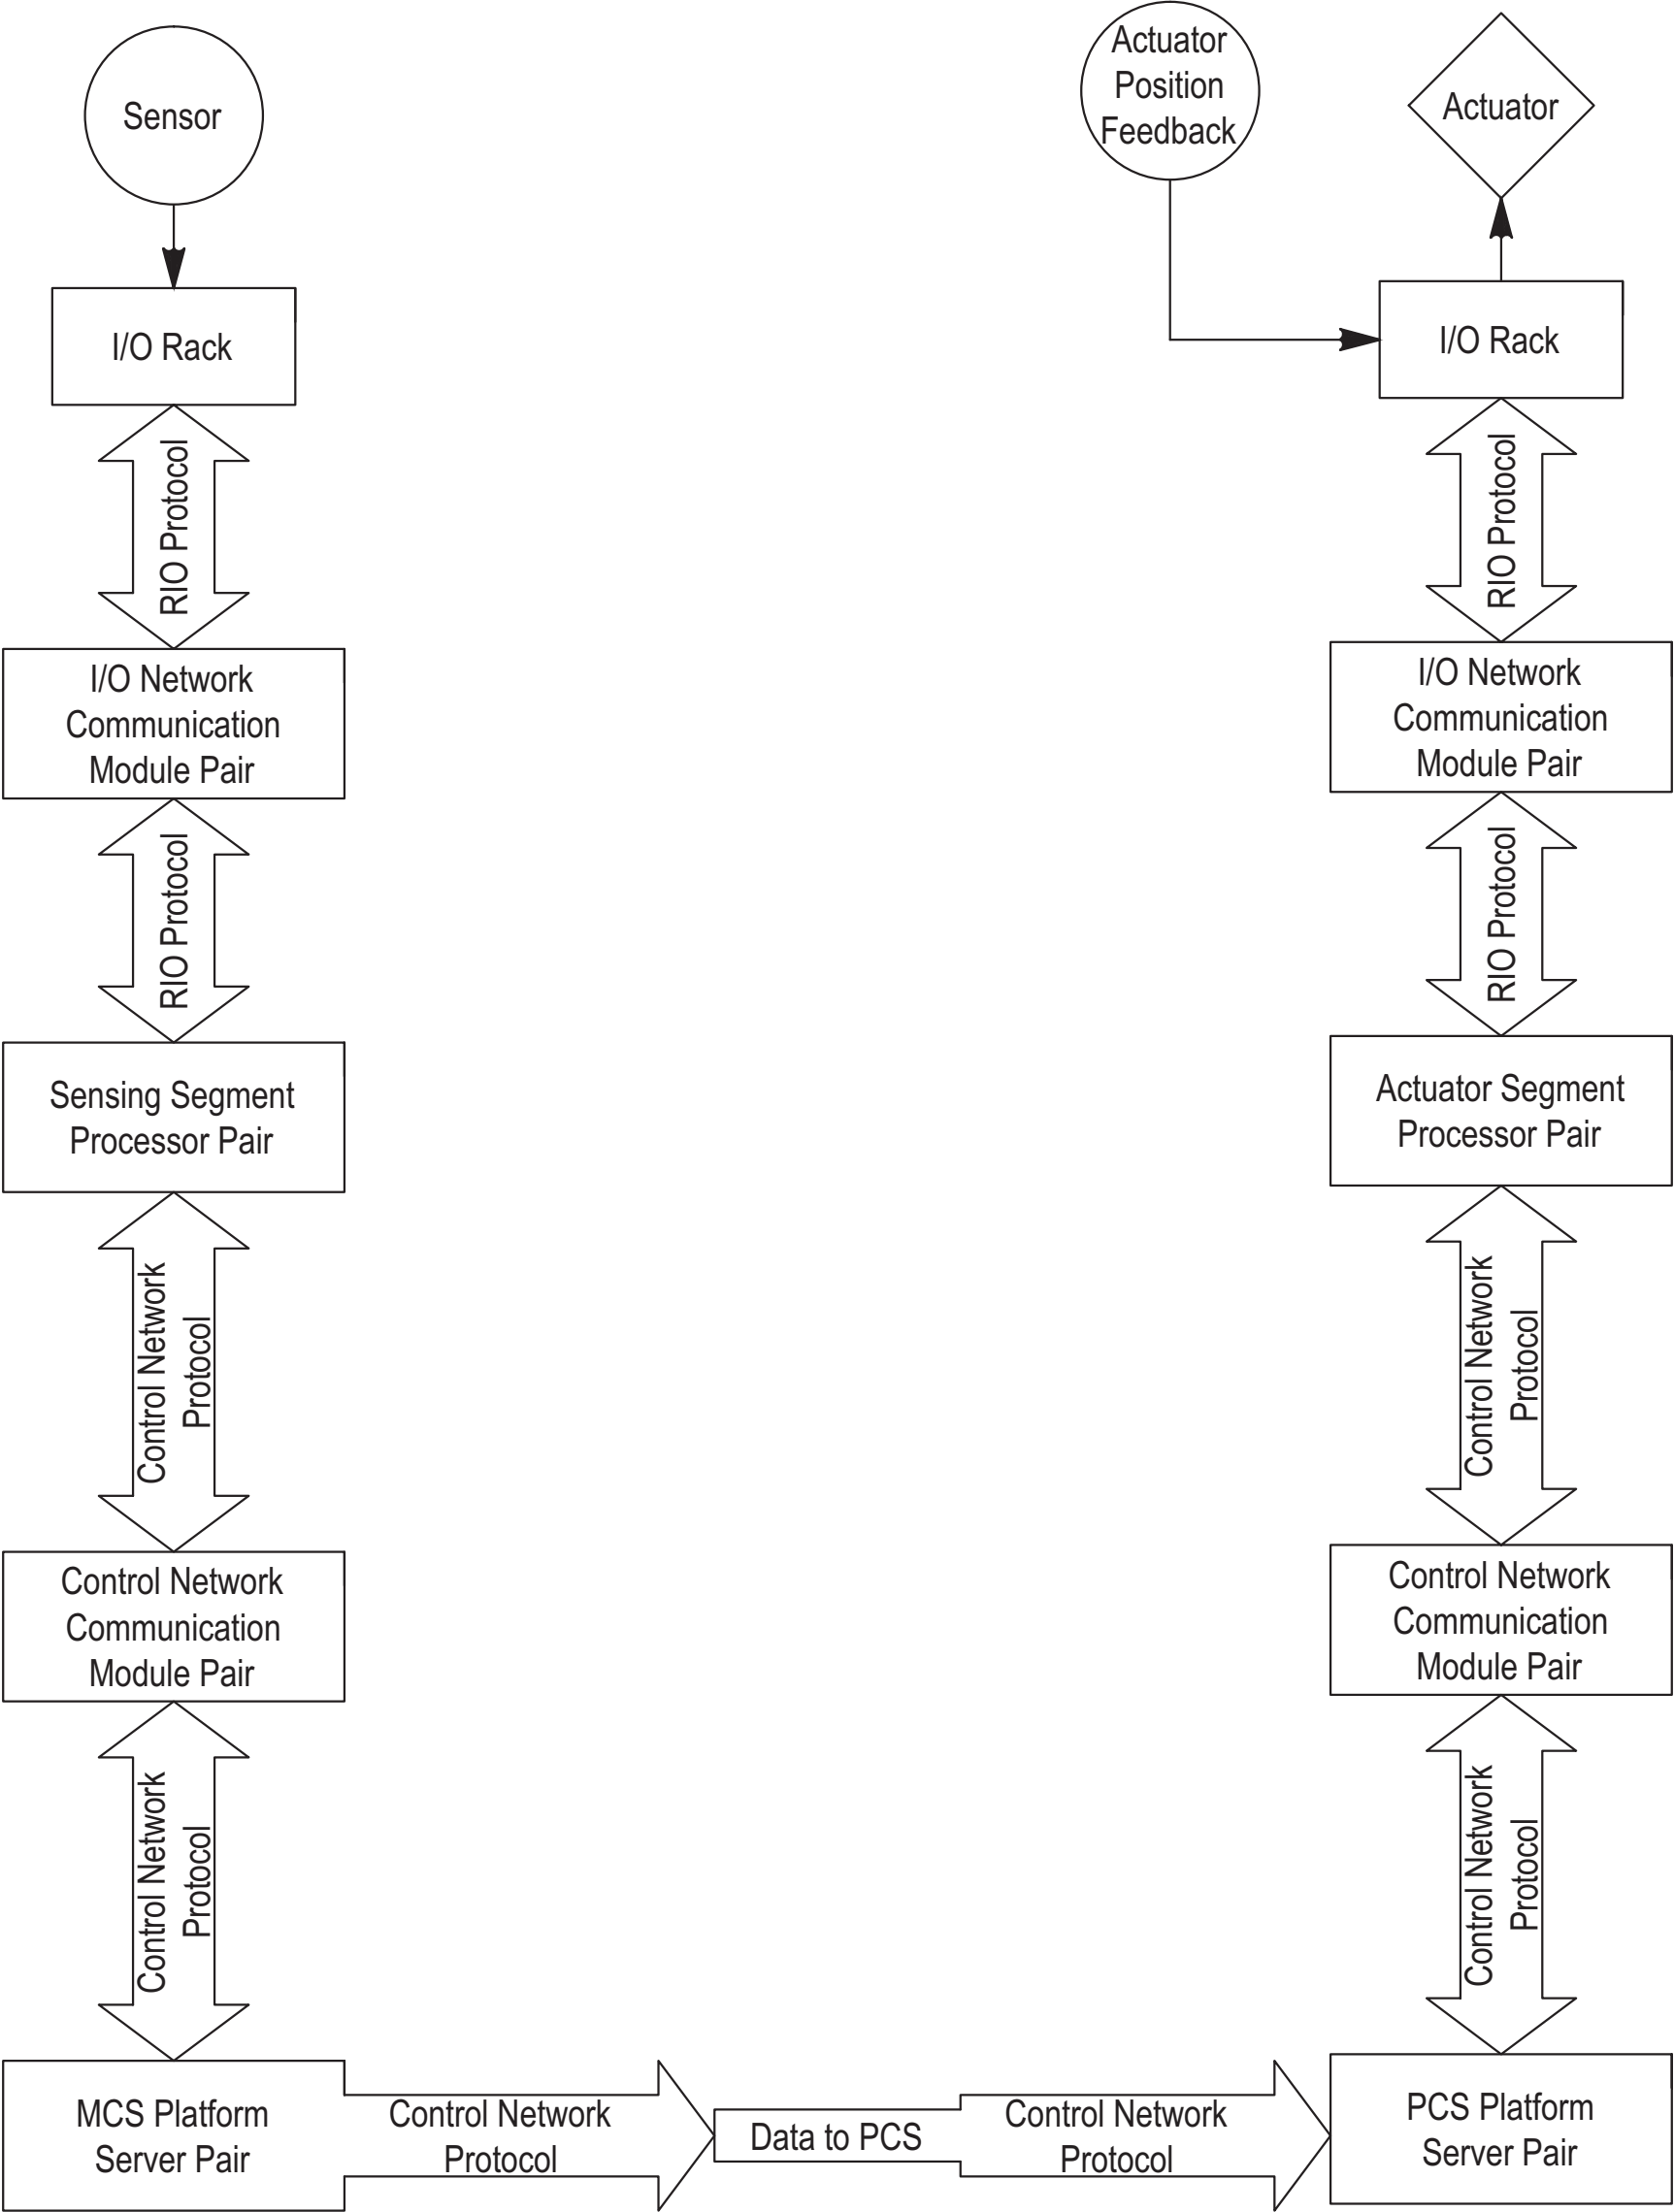 Sensor
I/O Rack
RIO Protocol
I/O Network
Communication
Module Pair
RIO Protocol
Sensing Segment
Processor Pair
Control Network
Protocol
Control Network
Communication
Module Pair
Control Network
Protocol
MCS Platform
Server Pair
Control Network
Protocol
Data to PCS
Control Network
Protocol
Actuator
Position
Feedback
Actuator
I/O Rack
RIO Protocol
I/O Network
Communication
Module Pair
RIO Protocol
Actuator Segment
Processor Pair
Control Network
Protocol
Control Network
Communication
Module Pair
Control Network
Protocol
PCS Platform
Server Pair